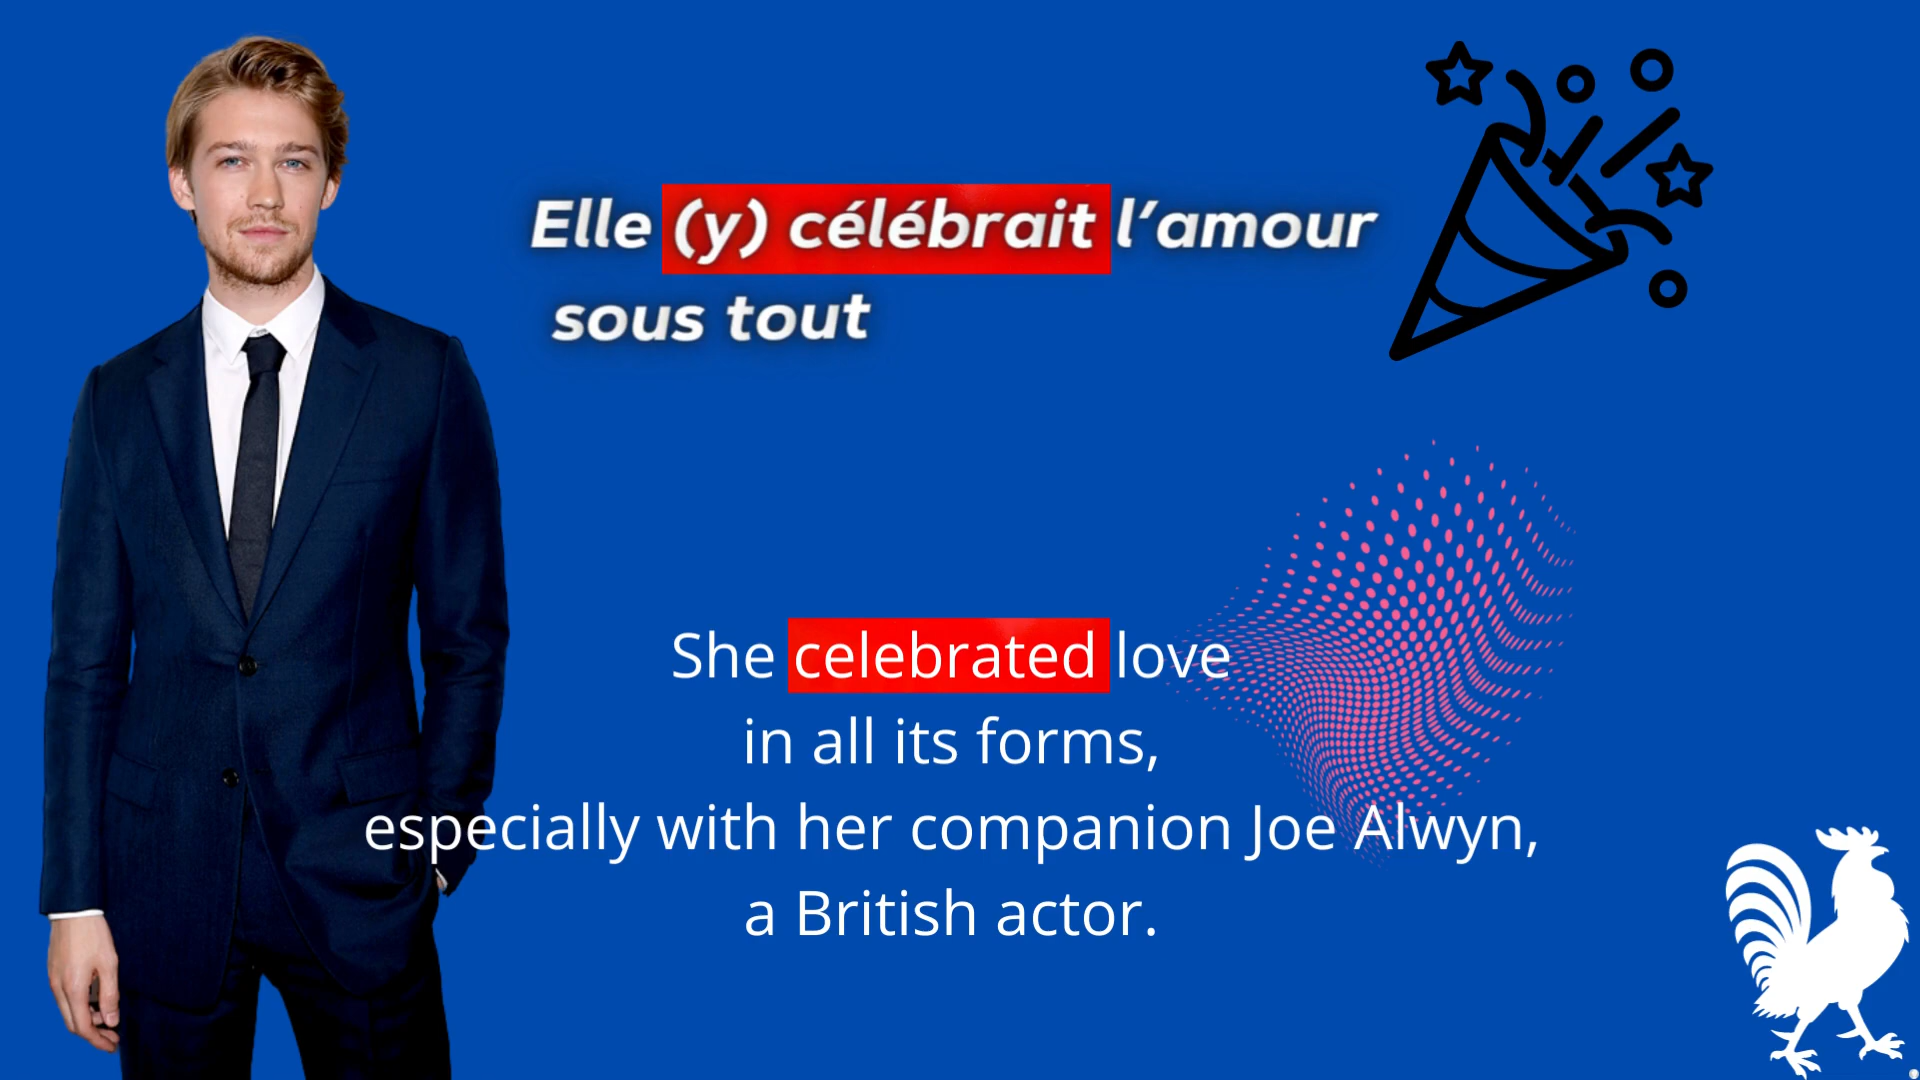 Elle (y) célébrait l’amour
sous tout
She celebrated love
in all its forms,
especially with her companion Joe Alwyn,
a British actor.